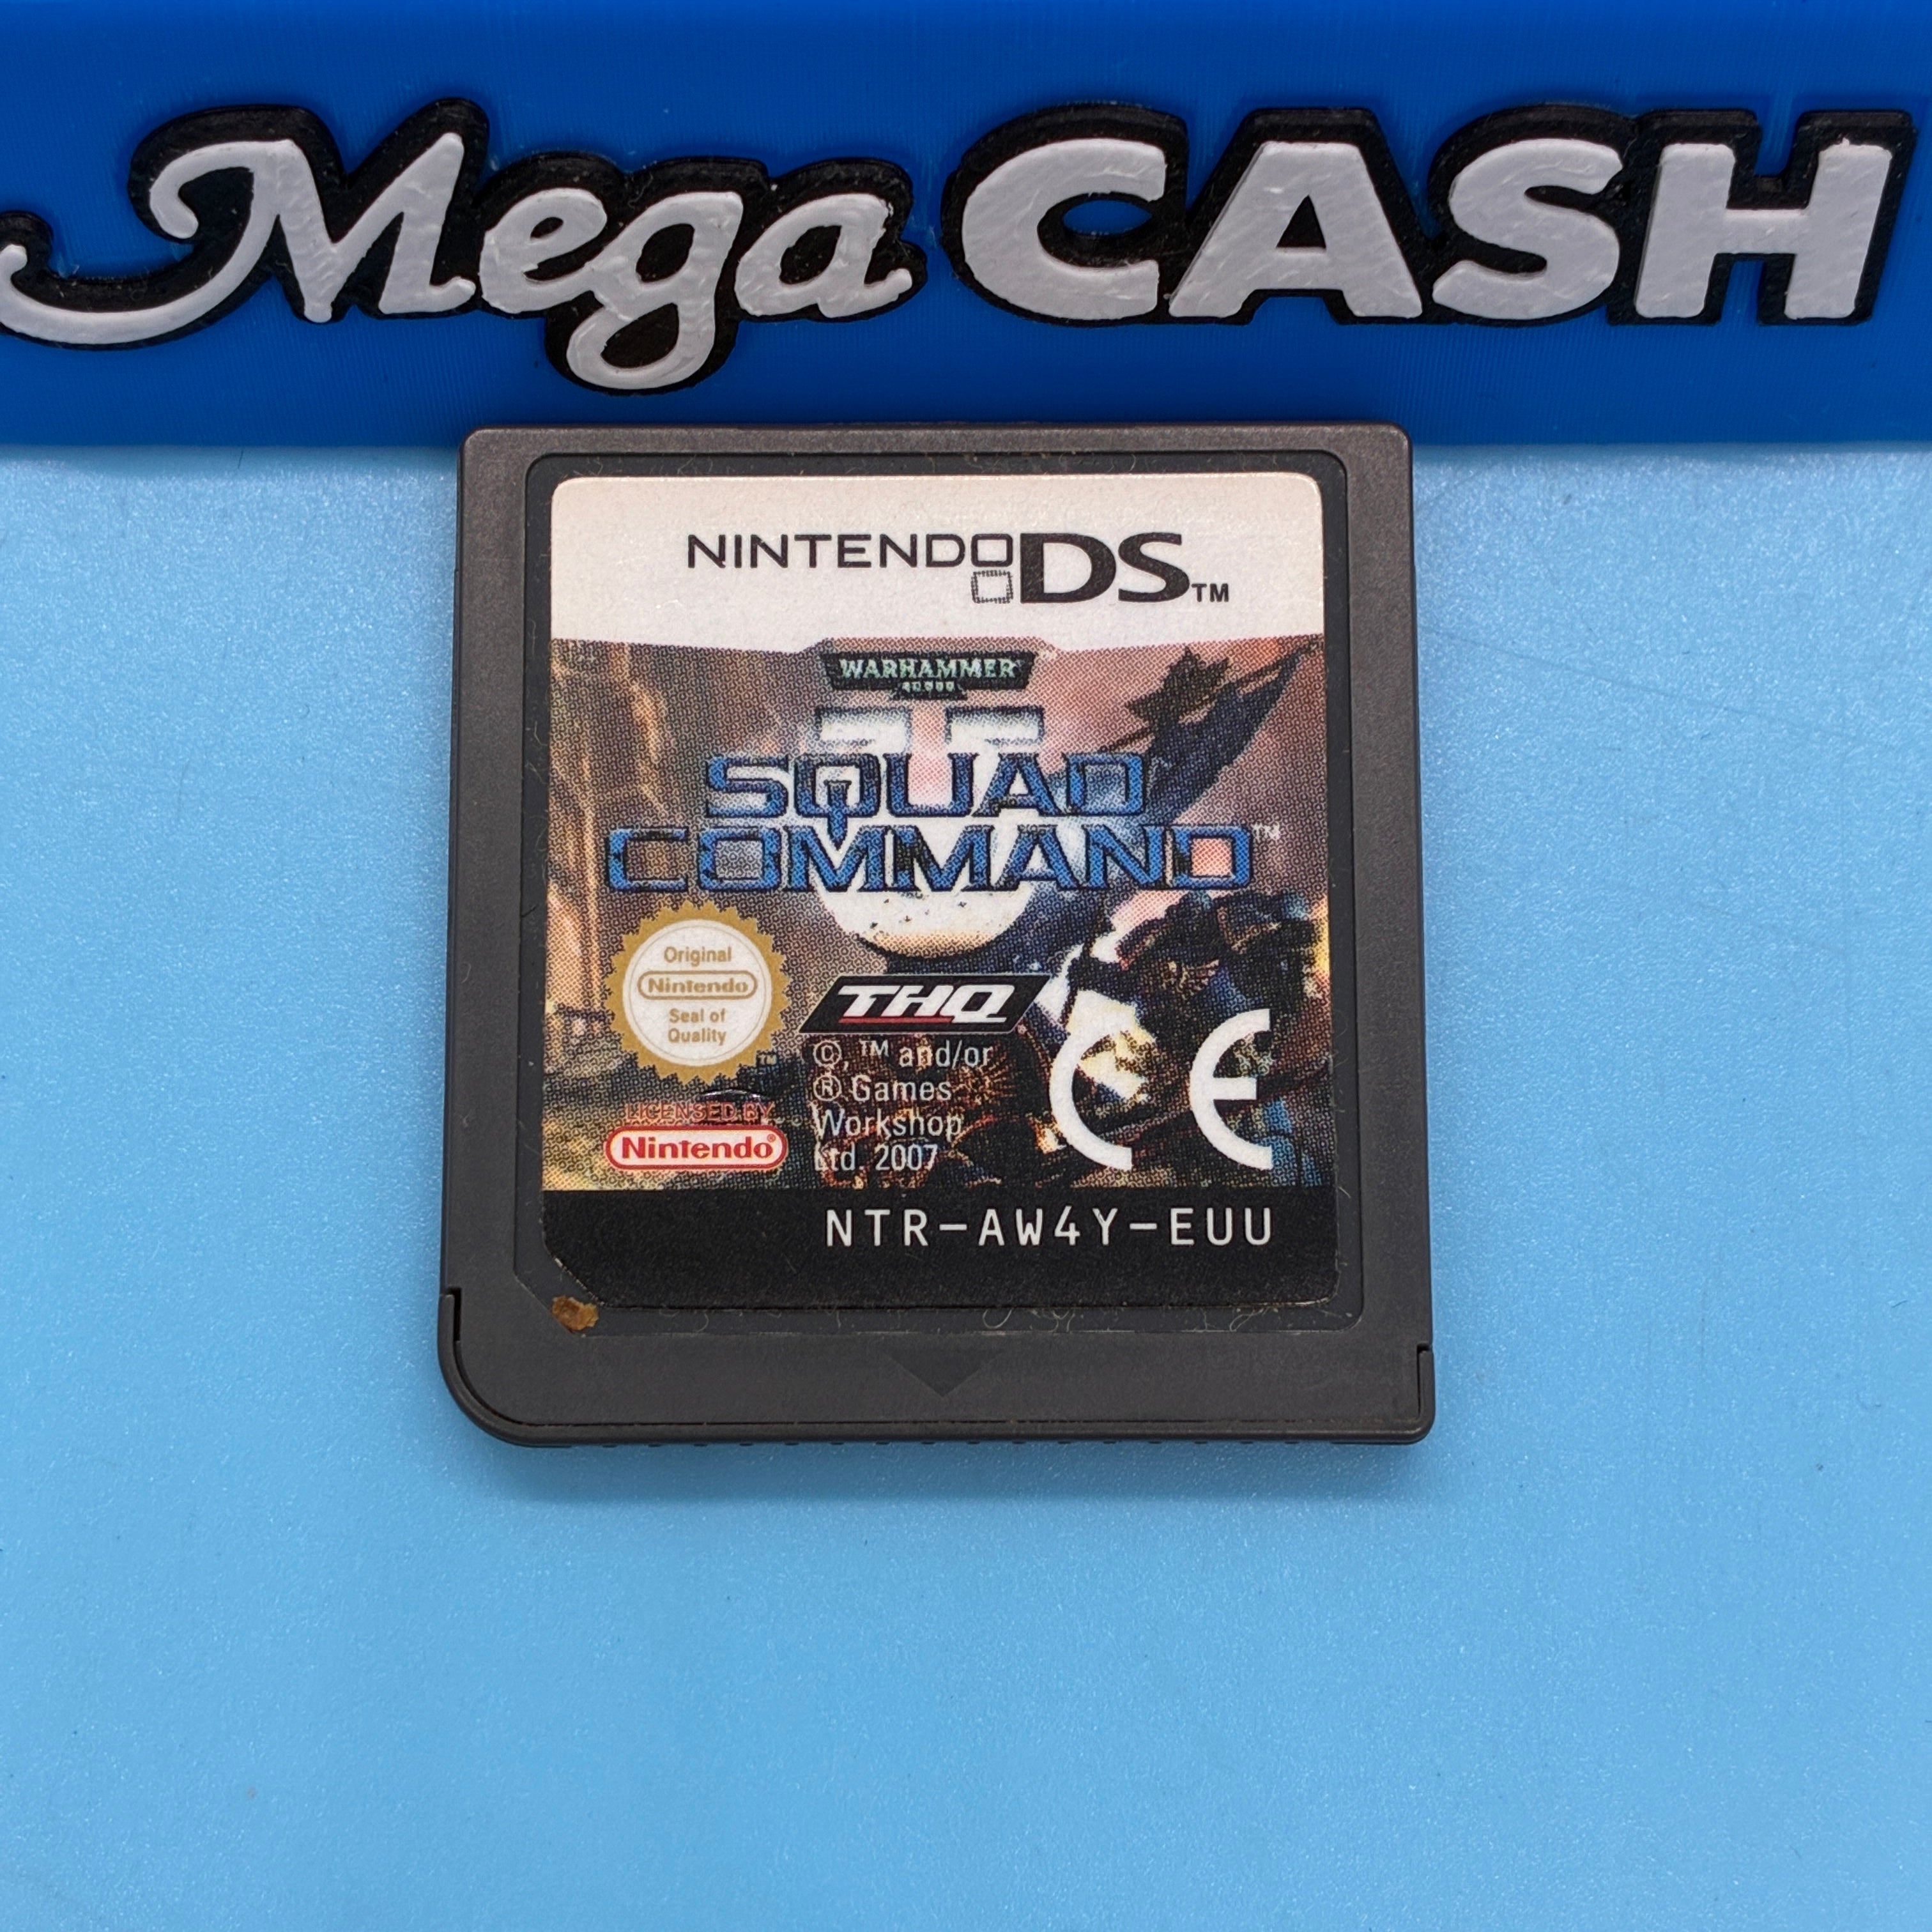 Mega CASH
NINTENDO DS™
WARHAMMER
40,000
SQUAD
COMMAND™
Original
Nintendo
Seal of
Quality
™
THQ®
©, ™ and/or
® Games
Workshop
Ltd. 2007
LICENSED BY
Nintendo®
CE
NTR-AW4Y-EUU